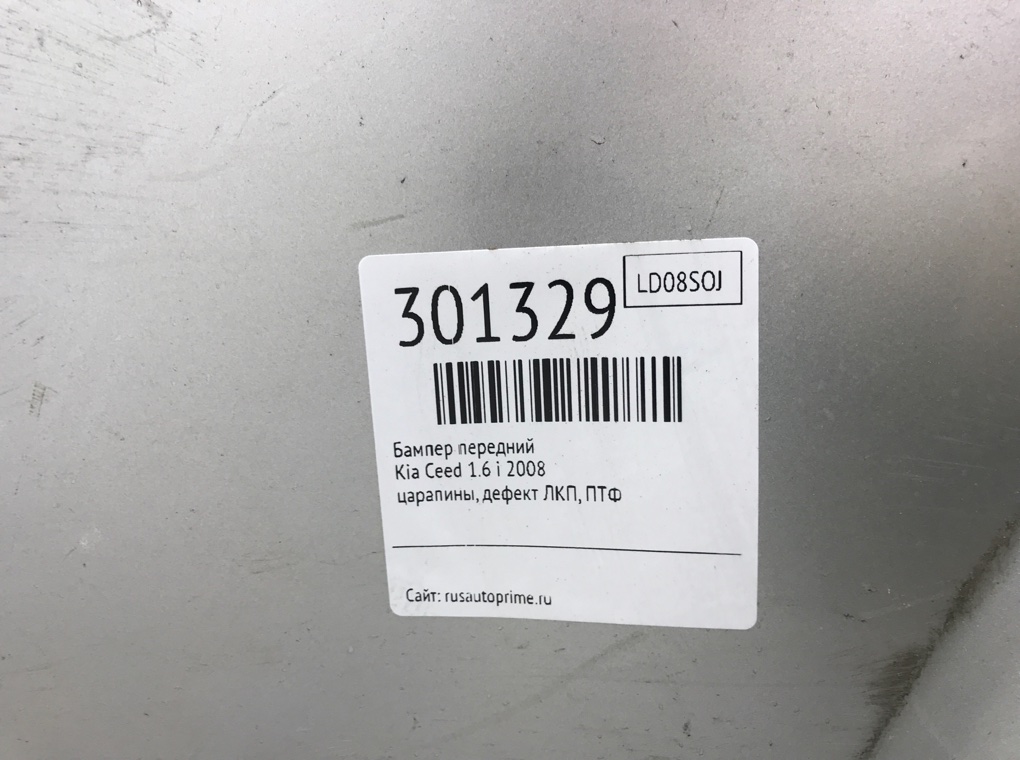 301329
LD08SOJ
Бампер передний
Kia Ceed 1.6 i 2008
царапины, дефект ЛКП, ПТФ
Сайт: rusautoprime.ru